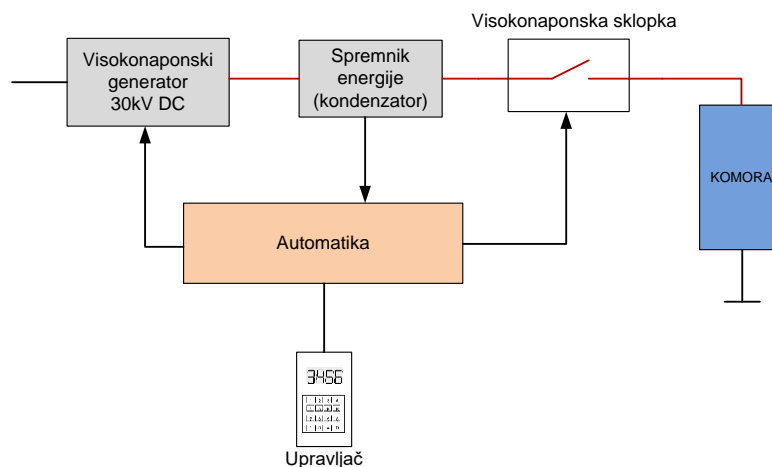 Visokonaponska sklopka
Visokonaponski
generator
30kV DC
Spremnik
energije
(kondenzator)
KOMORA
Automatika
3456
Upravljač